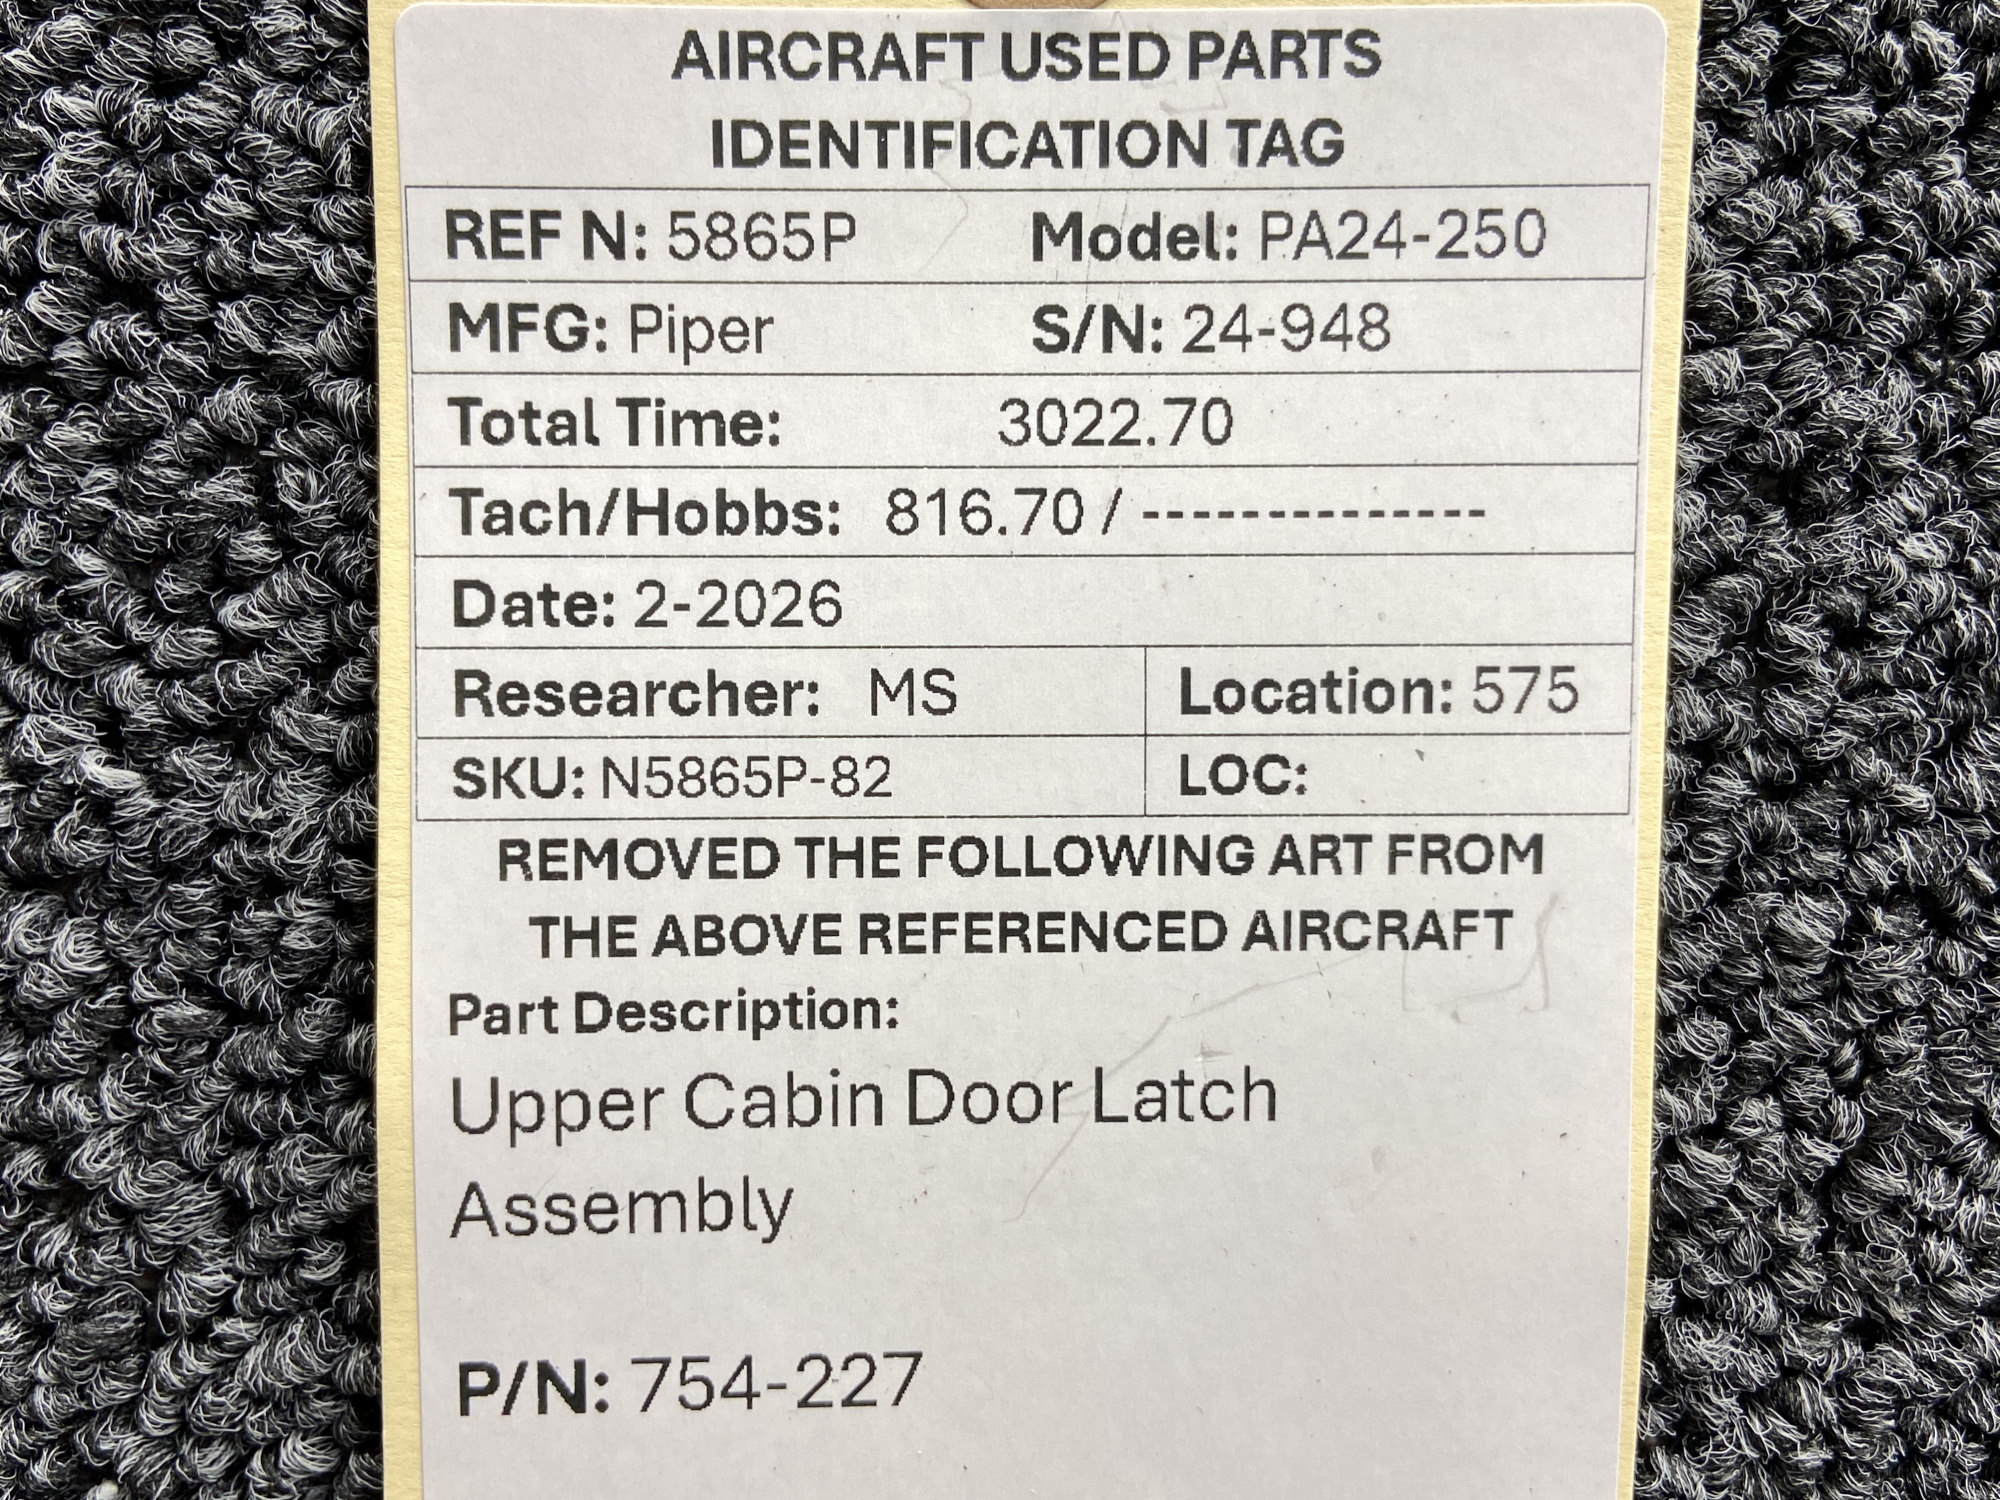 AIRCRAFT USED PARTS
IDENTIFICATION TAG
REF N: 5865P Model: PA24-250
MFG: Piper S/N: 24-948
Total Time: 3022.70
Tach/Hobbs: 816.70 / --------------
Date: 2-2026
Researcher: MS Location: 575
SKU: N5865P-82 LOC:
REMOVED THE FOLLOWING ART FROM
THE ABOVE REFERENCED AIRCRAFT
Part Description:
Upper Cabin Door Latch
Assembly
P/N: 754-227